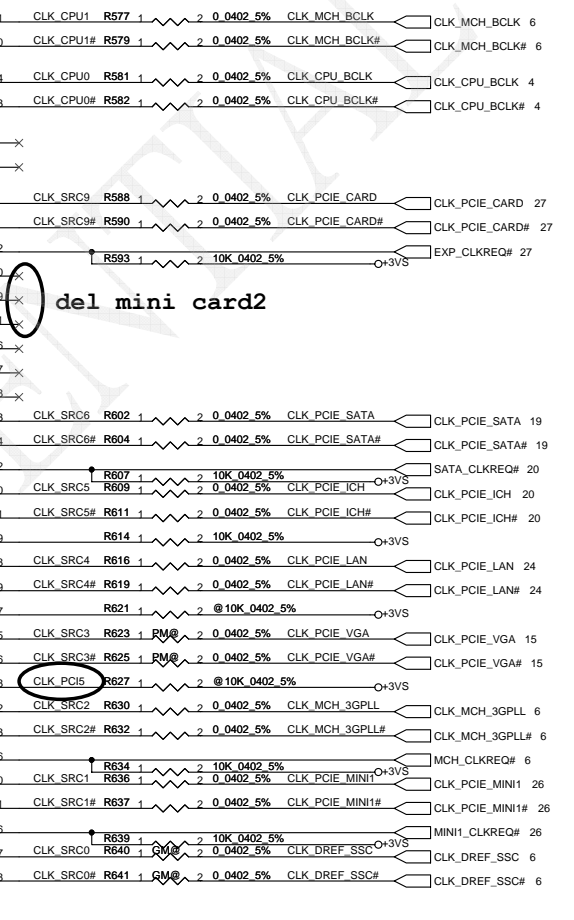 CLK_CPU1 R577 1 2 0_0402_5% CLK_MCH_BCLK CLK_MCH_BCLK 6
CLK_CPU1# R579 1 2 0_0402_5% CLK_MCH_BCLK# CLK_MCH_BCLK# 6
CLK_CPU0 R581 1 2 0_0402_5% CLK_CPU_BCLK CLK_CPU_BCLK 4
CLK_CPU0# R582 1 2 0_0402_5% CLK_CPU_BCLK# CLK_CPU_BCLK# 4
CLK_SRC9 R588 1 2 0_0402_5% CLK_PCIE_CARD CLK_PCIE_CARD 27
CLK_SRC9# R590 1 2 0_0402_5% CLK_PCIE_CARD# CLK_PCIE_CARD# 27
EXP_CLKREQ# 27
R593 1 2 10K_0402_5% +3VS
del mini card2
CLK_SRC6 R602 1 2 0_0402_5% CLK_PCIE_SATA CLK_PCIE_SATA 19
CLK_SRC6# R604 1 2 0_0402_5% CLK_PCIE_SATA# CLK_PCIE_SATA# 19
SATA_CLKREQ# 20
R607 1 2 10K_0402_5% +3VS
CLK_SRC5 R609 1 2 0_0402_5% CLK_PCIE_ICH CLK_PCIE_ICH 20
CLK_SRC5# R611 1 2 0_0402_5% CLK_PCIE_ICH# CLK_PCIE_ICH# 20
R614 1 2 10K_0402_5% +3VS
CLK_SRC4 R616 1 2 0_0402_5% CLK_PCIE_LAN CLK_PCIE_LAN 24
CLK_SRC4# R619 1 2 0_0402_5% CLK_PCIE_LAN# CLK_PCIE_LAN# 24
R621 1 2 @10K_0402_5% +3VS
CLK_SRC3 R623 1 PM@ 2 0_0402_5% CLK_PCIE_VGA CLK_PCIE_VGA 15
CLK_SRC3# R625 1 PM@ 2 0_0402_5% CLK_PCIE_VGA# CLK_PCIE_VGA# 15
CLK_PCI5 R627 1 2 @10K_0402_5% +3VS
CLK_SRC2 R630 1 2 0_0402_5% CLK_MCH_3GPLL CLK_MCH_3GPLL 6
CLK_SRC2# R632 1 2 0_0402_5% CLK_MCH_3GPLL# CLK_MCH_3GPLL# 6
MCH_CLKREQ# 6
R634 1 2 10K_0402_5% +3VS
CLK_SRC1 R636 1 2 0_0402_5% CLK_PCIE_MINI1 CLK_PCIE_MINI1 26
CLK_SRC1# R637 1 2 0_0402_5% CLK_PCIE_MINI1# CLK_PCIE_MINI1# 26
MINI1_CLKREQ# 26
R639 1 2 10K_0402_5% +3VS
CLK_SRC0 R640 1 GM@ 2 0_0402_5% CLK_DREF_SSC CLK_DREF_SSC 6
CLK_SRC0# R641 1 GM@ 2 0_0402_5% CLK_DREF_SSC# CLK_DREF_SSC# 6